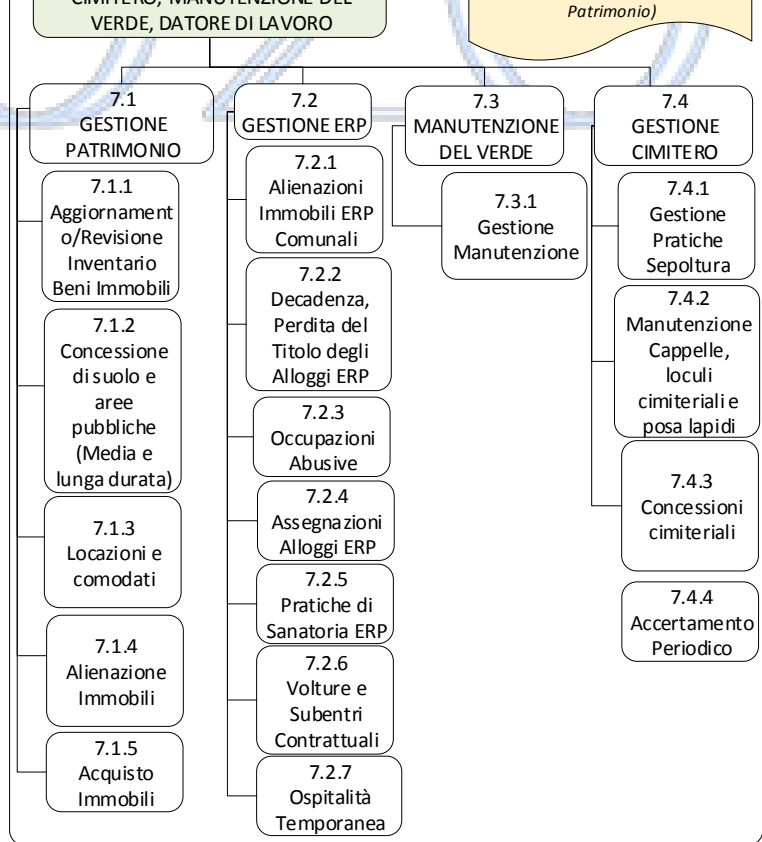 CIMITERO, MANUTENZIONE DEL
VERDE, DATORE DI LAVORO
Patrimonio)
7.1
GESTIONE
PATRIMONIO
7.1.1
Aggiornament
o/Revisione
Inventario
Beni Immobili
7.1.2
Concessione
di suolo e
aree
pubbliche
(Media e
lunga durata)
7.1.3
Locazioni e
comodati
7.1.4
Alienazione
Immobili
7.1.5
Acquisto
Immobili
7.2
GESTIONE ERP
7.2.1
Alienazioni
Immobili ERP
Comunali
7.2.2
Decadenza,
Perdita del
Titolo degli
Alloggi ERP
7.2.3
Occupazioni
Abusive
7.2.4
Assegnazioni
Alloggi ERP
7.2.5
Pratiche di
Sanatoria ERP
7.2.6
Volture e
Subentri
Contrattuali
7.2.7
Ospitalità
Temporanea
7.3
MANUTENZIONE
DEL VERDE
7.3.1
Gestione
Manutenzione
7.4
GESTIONE
CIMITERO
7.4.1
Gestione
Pratiche
Sepoltura
7.4.2
Manutenzione
Cappelle,
loculi
cimiteriali e
posa lapidi
7.4.3
Concessioni
cimiteriali
7.4.4
Accertamento
Periodico